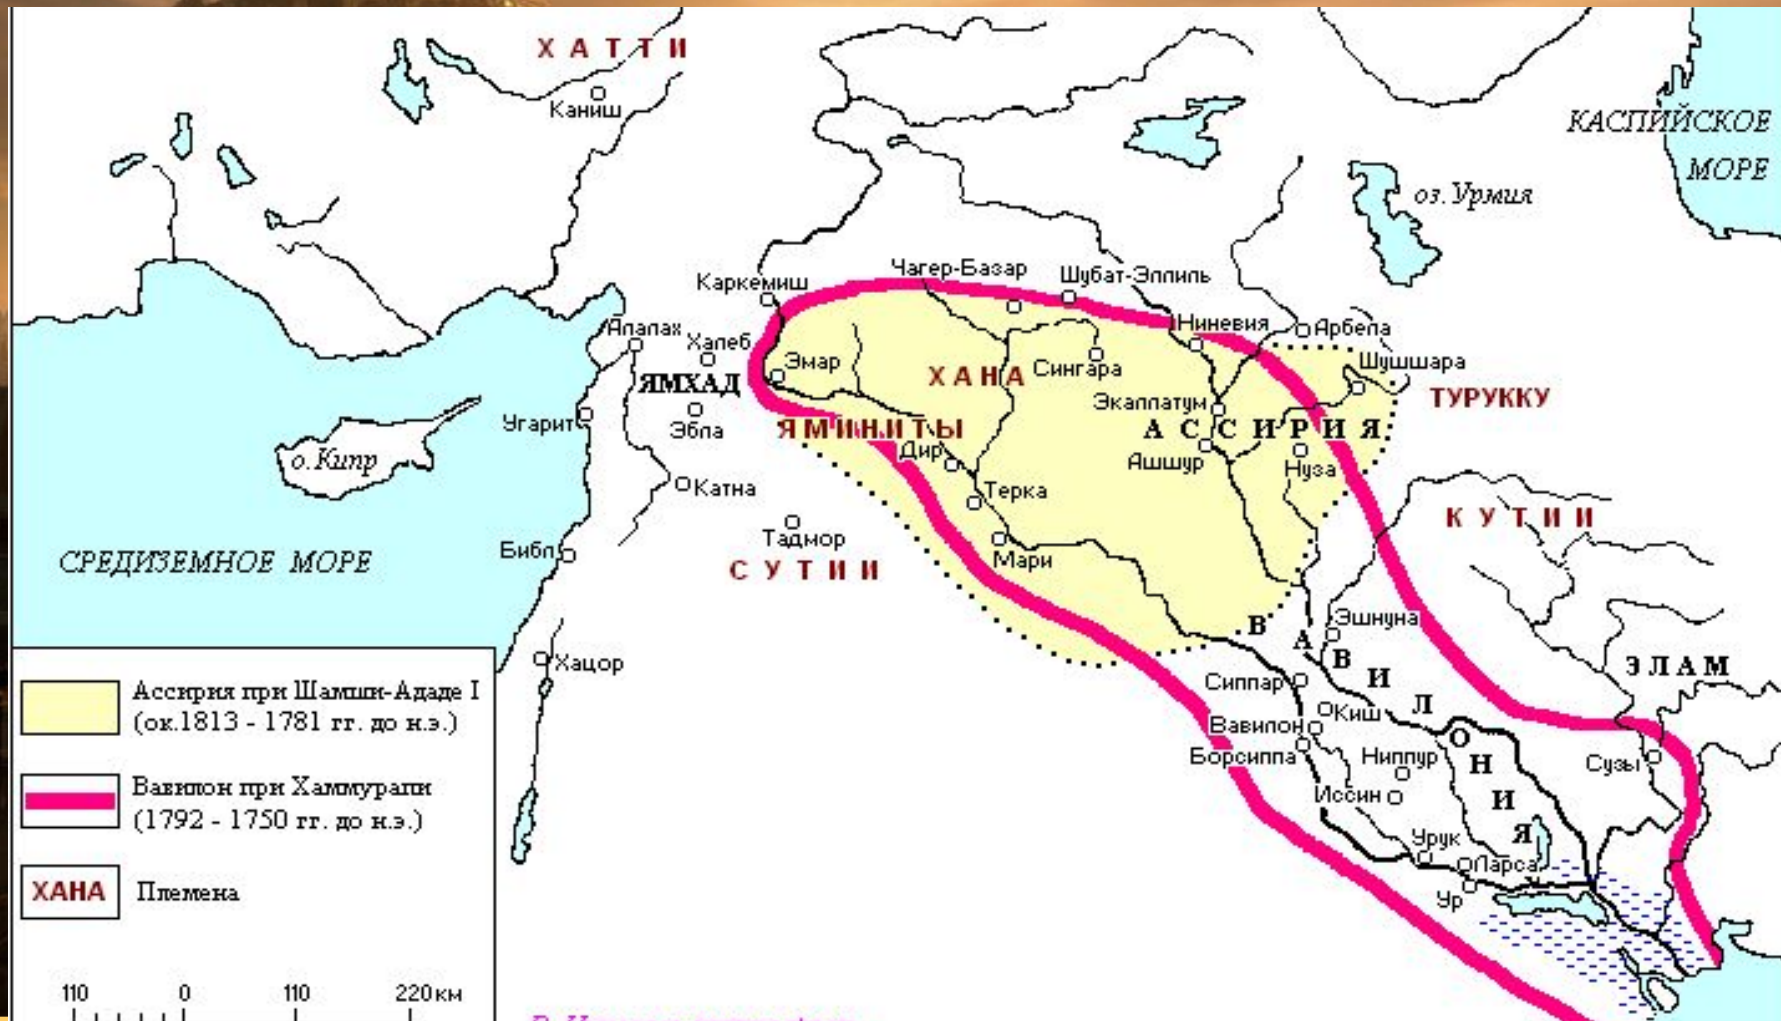 ХАТТИ
Каниш
КАСПИЙСКОЕ
МОРЕ
оз. Урмия
Каркемиш
Чагер-Базар
Шубат-Эллиль
Алалах
Халеб
Эмар
ХАНА
Сингара
Ниневия
Арбела
Шушшара
ЯМХАД
ТУРУККУ
Угарит
Эбла
ЯМИНИТЫ
Экаллатум
АССИРИЯ
Дир
Ашшур
Нуза
о. Кипр
Катна
Терка
Тадмор
КУТИИ
СРЕДИЗЕМНОЕ МОРЕ
Библ
СУТИИ
Мари
ВАВИЛОНИЯ
Эшнуна
Хацор
ЭЛАМ
Сиппар
Киш
Вавилон
Борсиппа
Ниппур
Сузы
Иссин
Урук
Ларса
Ур
Ассирия при Шамши-Ададе I
(ок.1813 - 1781 гг. до н.э.)
Вавилон при Хаммурапи
(1792 - 1750 гг. до н.э.)
ХАНА Племена
110 0 110 220 км